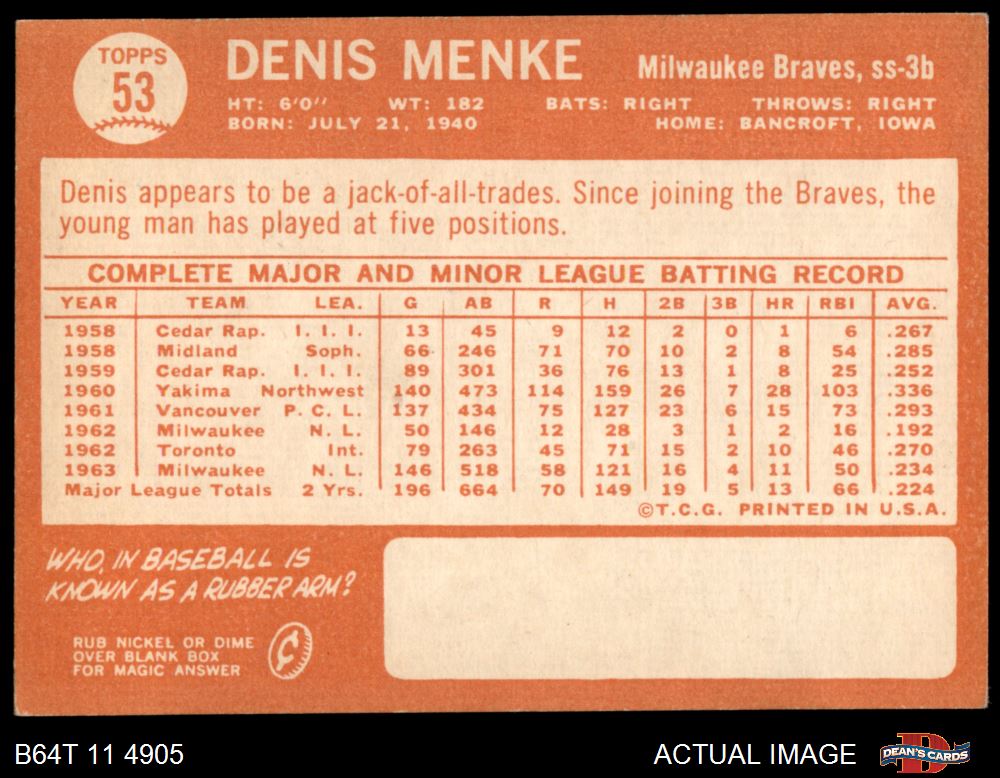 TOPPS
53
DENIS MENKE
Milwaukee Braves, ss-3b
HT: 6'0" WT: 182 BATS: RIGHT THROWS: RIGHT
BORN: JULY 21, 1940 HOME: BANCROFT, IOWA
Denis appears to be a jack-of-all-trades. Since joining the Braves, the
young man has played at five positions.
COMPLETE MAJOR AND MINOR LEAGUE BATTING RECORD
YEAR TEAM LEA. G AB R H 2B 3B HR RBI AVG.
1958 Cedar Rap. I. I. I. 13 45 9 12 2 0 1 6 .267
1958 Midland Soph. 66 246 71 70 10 2 8 54 .285
1959 Cedar Rap. I. I. I. 89 301 36 76 13 1 8 25 .252
1960 Yakima Northwest 140 473 114 159 26 7 28 103 .336
1961 Vancouver P. C. L. 137 434 75 127 23 6 15 73 .293
1962 Milwaukee N. L. 50 146 12 28 3 1 2 16 .192
1962 Toronto Int. 79 263 45 71 15 2 10 46 .270
1963 Milwaukee N. L. 146 518 58 121 16 4 11 50 .234
Major League Totals 2 Yrs. 196 664 70 149 19 5 13 66 .224
©T.C.G. PRINTED IN U.S.A.
WHO, IN BASEBALL IS
KNOWN AS A RUBBER ARM?
RUB NICKEL OR DIME
OVER BLANK BOX
FOR MAGIC ANSWER
B64T 11 4905 ACTUAL IMAGE
DEAN'S CARDS